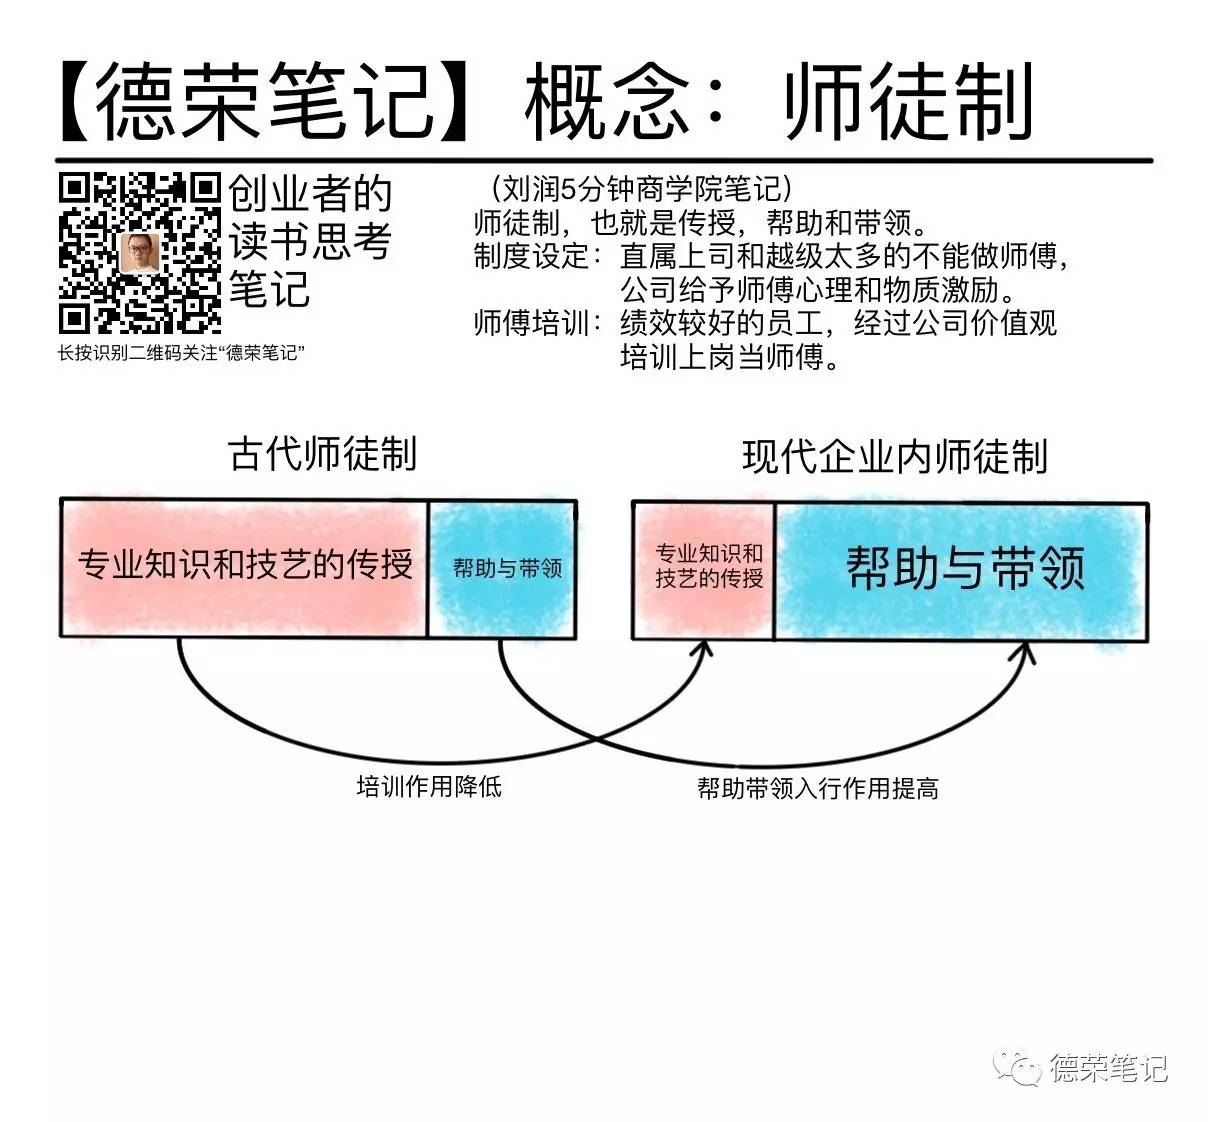 【德荣笔记】概念：师徒制
创业者的
读书思考
笔记
长按识别二维码关注“德荣笔记”
（刘润5分钟商学院笔记）
师徒制，也就是传授，帮助和带领。
制度设定：直属上司和越级太多的不能做师傅，
公司给予师傅心理和物质激励。
师傅培训：绩效较好的员工，经过公司价值观
培训上岗当师傅。
古代师徒制
专业知识和技艺的传授
帮助与带领
现代企业内师徒制
专业知识和
技艺的传授
帮助与带领
培训作用降低
帮助带领入行作用提高
德荣笔记